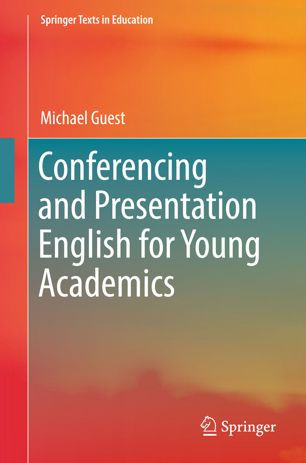 Springer Texts in Education
Michael Guest
Conferencing
and Presentation
English for Young
Academics
Springer